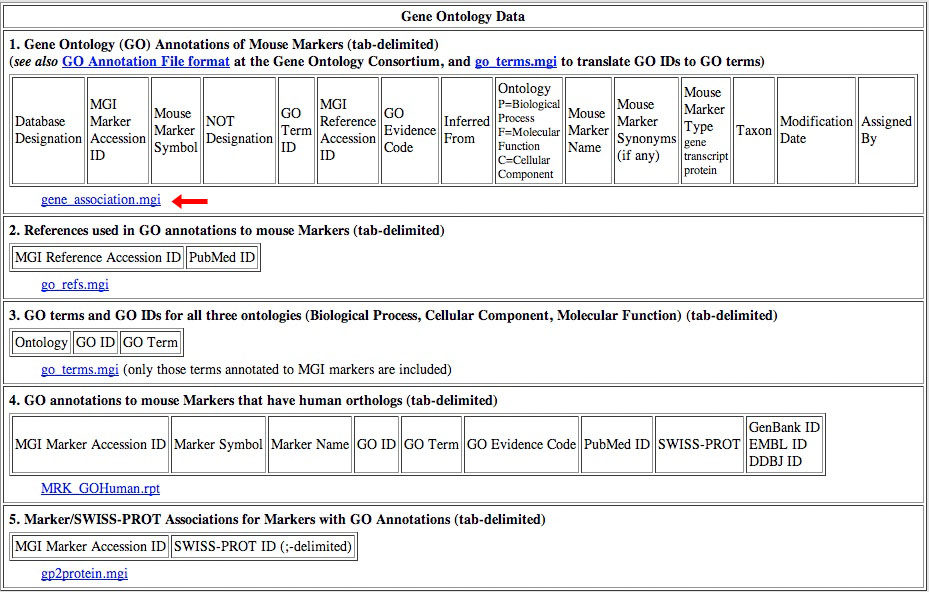 Gene Ontology Data
1. Gene Ontology (GO) Annotations of Mouse Markers (tab-delimited)
(see also GO Annotation File format at the Gene Ontology Consortium, and go_terms.mgi to translate GO IDs to GO terms)
Database Designation
MGI Marker Accession ID
Mouse Marker Symbol
NOT Designation
GO Term ID
MGI Reference Accession ID
GO Evidence Code
Inferred From
Ontology
P=Biological Process
F=Molecular Function
C=Cellular Component
Mouse Marker Name
Mouse Marker Synonyms (if any)
Mouse Marker Type
gene
transcript
protein
Taxon
Modification Date
Assigned By
gene_association.mgi
2. References used in GO annotations to mouse Markers (tab-delimited)
MGI Reference Accession ID PubMed ID
go_refs.mgi
3. GO terms and GO IDs for all three ontologies (Biological Process, Cellular Component, Molecular Function) (tab-delimited)
Ontology GO ID GO Term
go_terms.mgi (only those terms annotated to MGI markers are included)
4. GO annotations to mouse Markers that have human orthologs (tab-delimited)
MGI Marker Accession ID Marker Symbol Marker Name GO ID GO Term GO Evidence Code PubMed ID SWISS-PROT
GenBank ID
EMBL ID
DDBJ ID
MRK_GOHuman.rpt
5. Marker/SWISS-PROT Associations for Markers with GO Annotations (tab-delimited)
MGI Marker Accession ID SWISS-PROT ID (;-delimited)
gp2protein.mgi